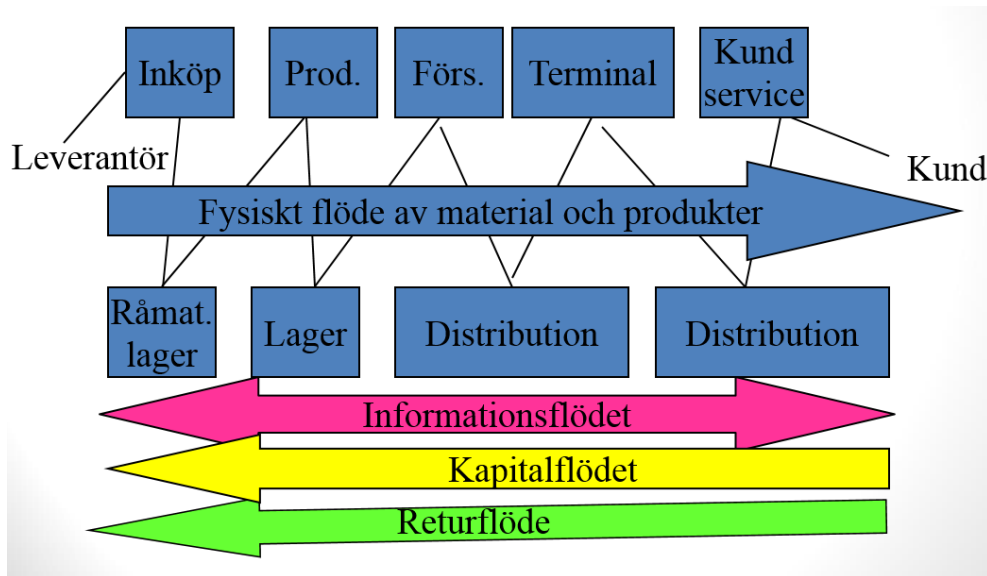 Inköp
Prod.
Förs.
Terminal
Kund
service
Leverantör
Kund
Fysiskt flöde av material och produkter
Råmat.
lager
Lager
Distribution
Distribution
Informationsflödet
Kapitalflödet
Returflöde